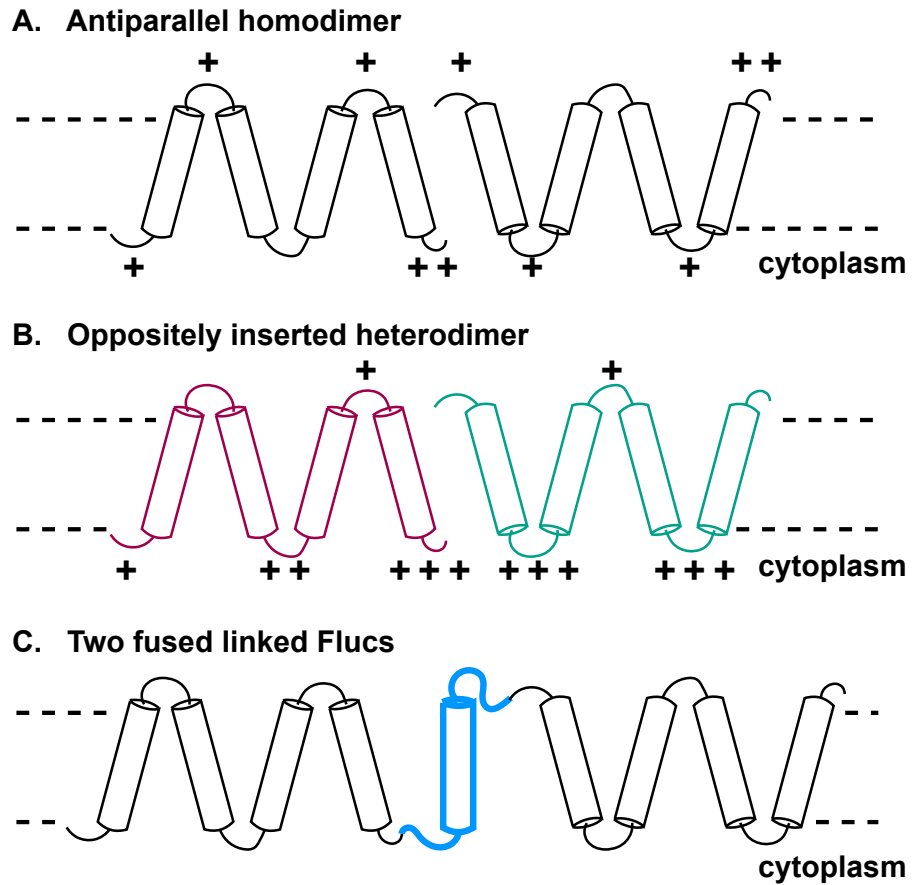 A. Antiparallel homodimer
+ + + + +
cytoplasm
+ + + + +
B. Oppositely inserted heterodimer
+ +
cytoplasm
+ + + + + + + + + + + +
C. Two fused linked Flucs
cytoplasm